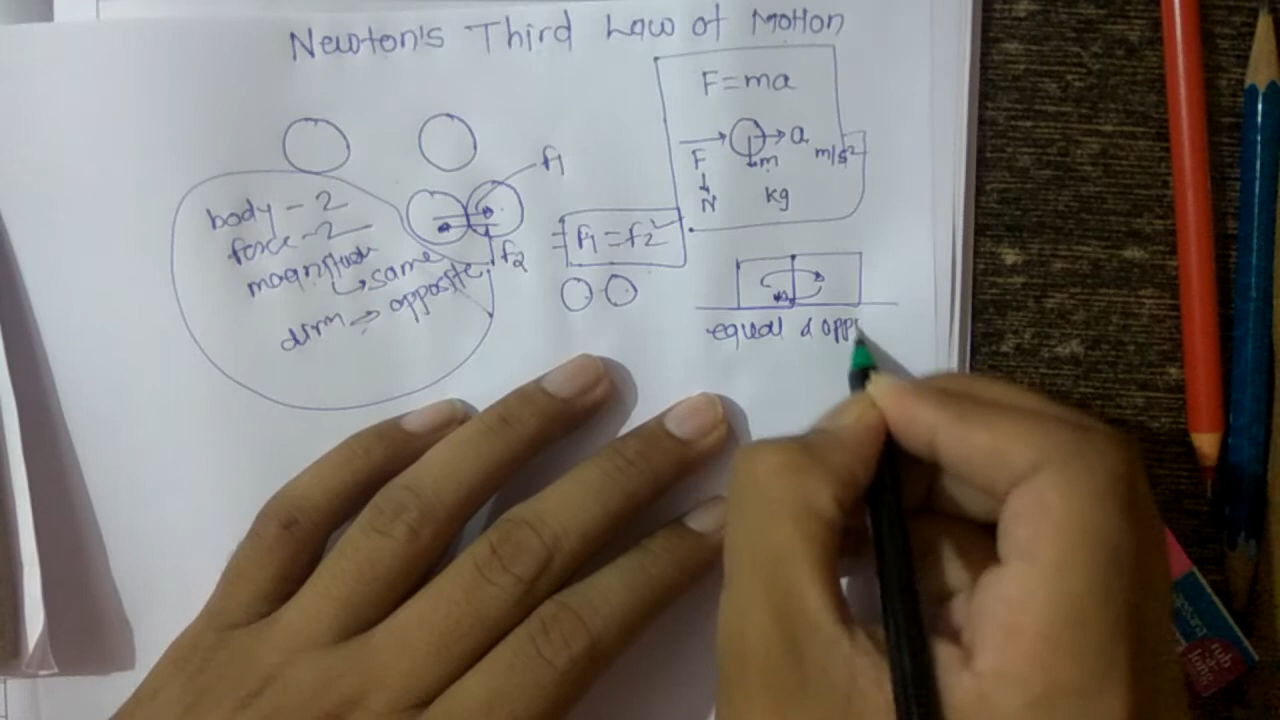 Newton's Third Law of Motion
F=ma
F
m
a
m/s²
N
kg
f1
body - 2
force - 2
magnitude
↳ same
dirn → opposite
f2
f1 = f2
equal & opp
rub